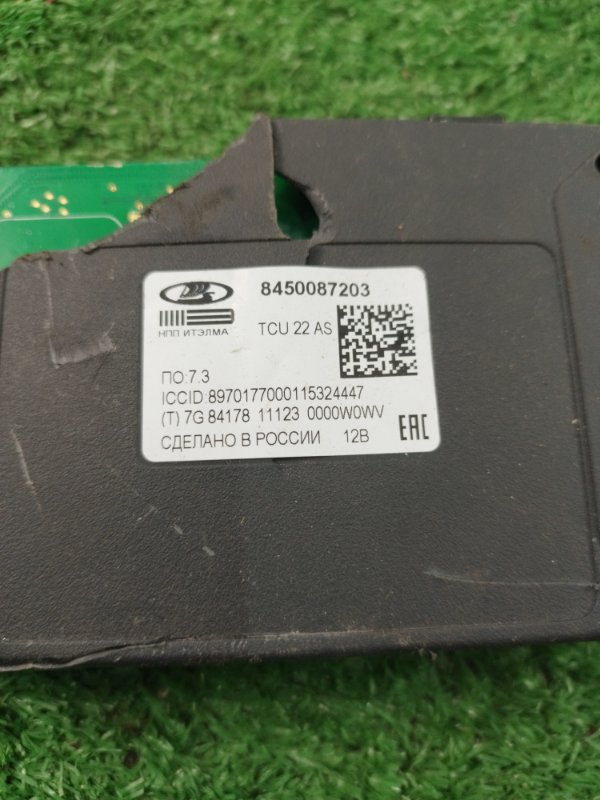 8450087203
НПП ИТЭЛМА
TCU 22 AS
ПО:7.3
ICCID:8970177000115324447
(T) 7G 84178 11123 0000W0WV
СДЕЛАНО В РОССИИ 12В
EAC